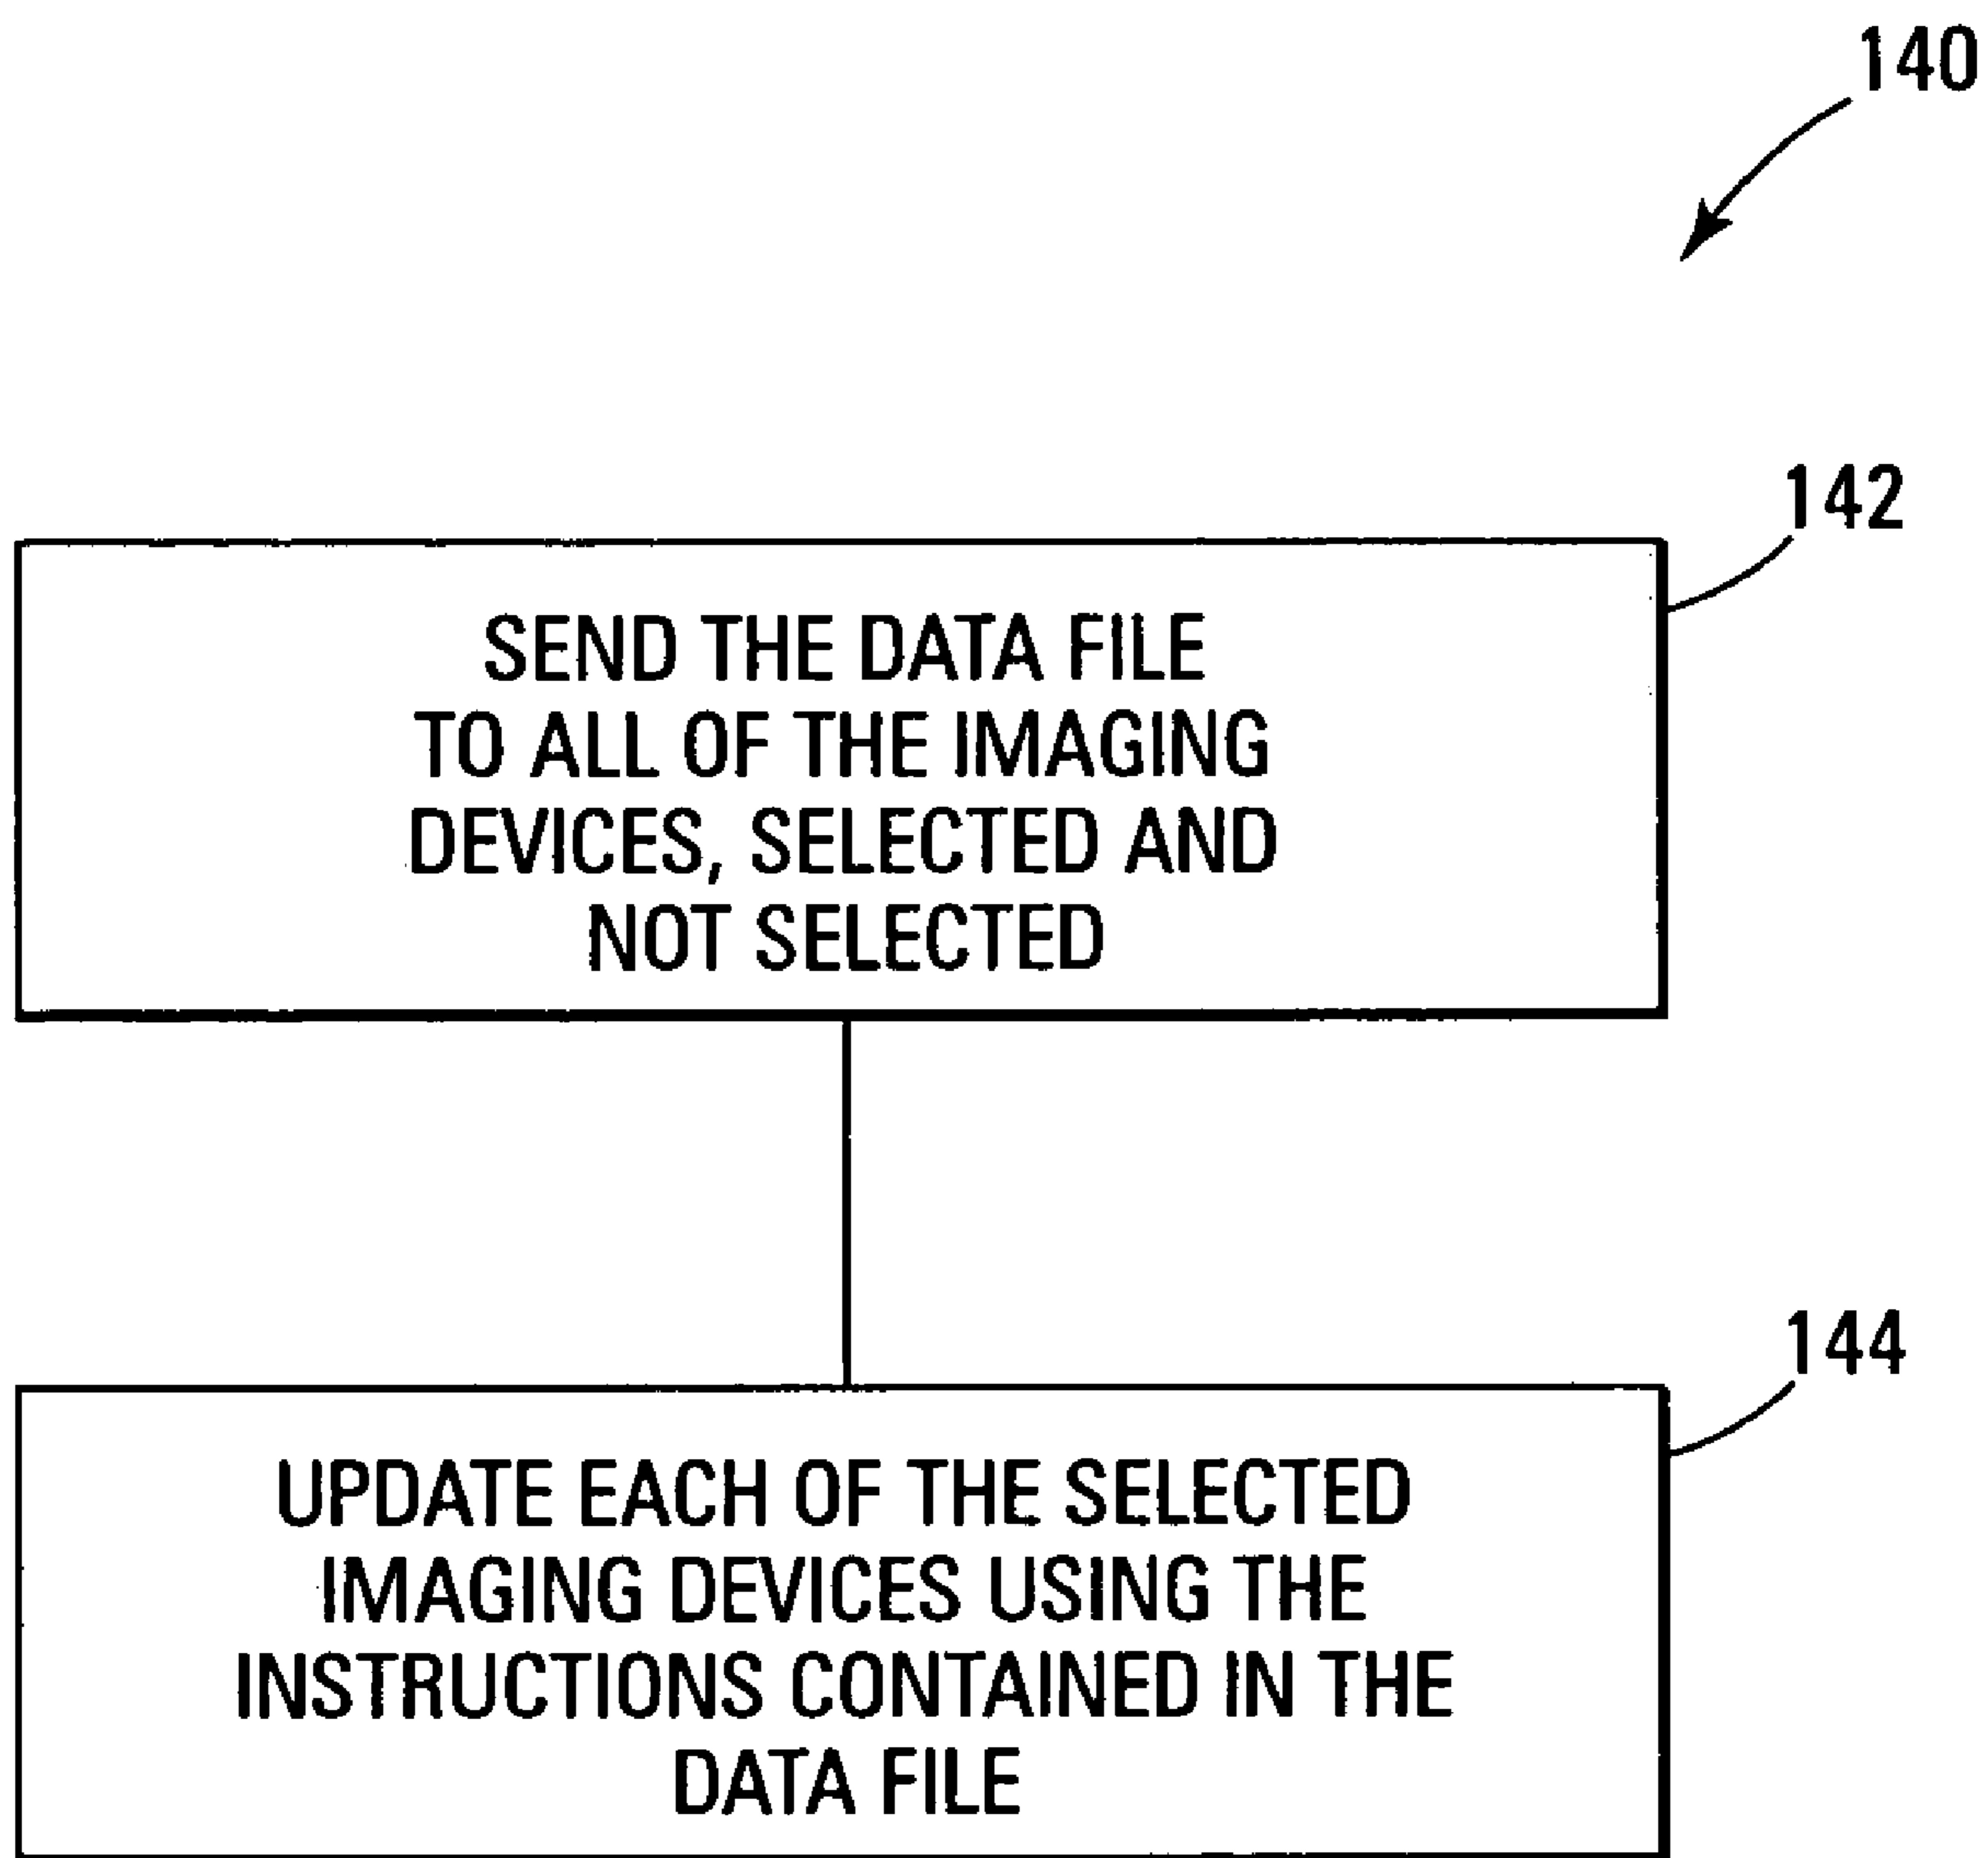 140
142
SEND THE DATA FILE
TO ALL OF THE IMAGING
DEVICES, SELECTED AND
NOT SELECTED
144
UPDATE EACH OF THE SELECTED
IMAGING DEVICES USING THE
INSTRUCTIONS CONTAINED IN THE
DATA FILE